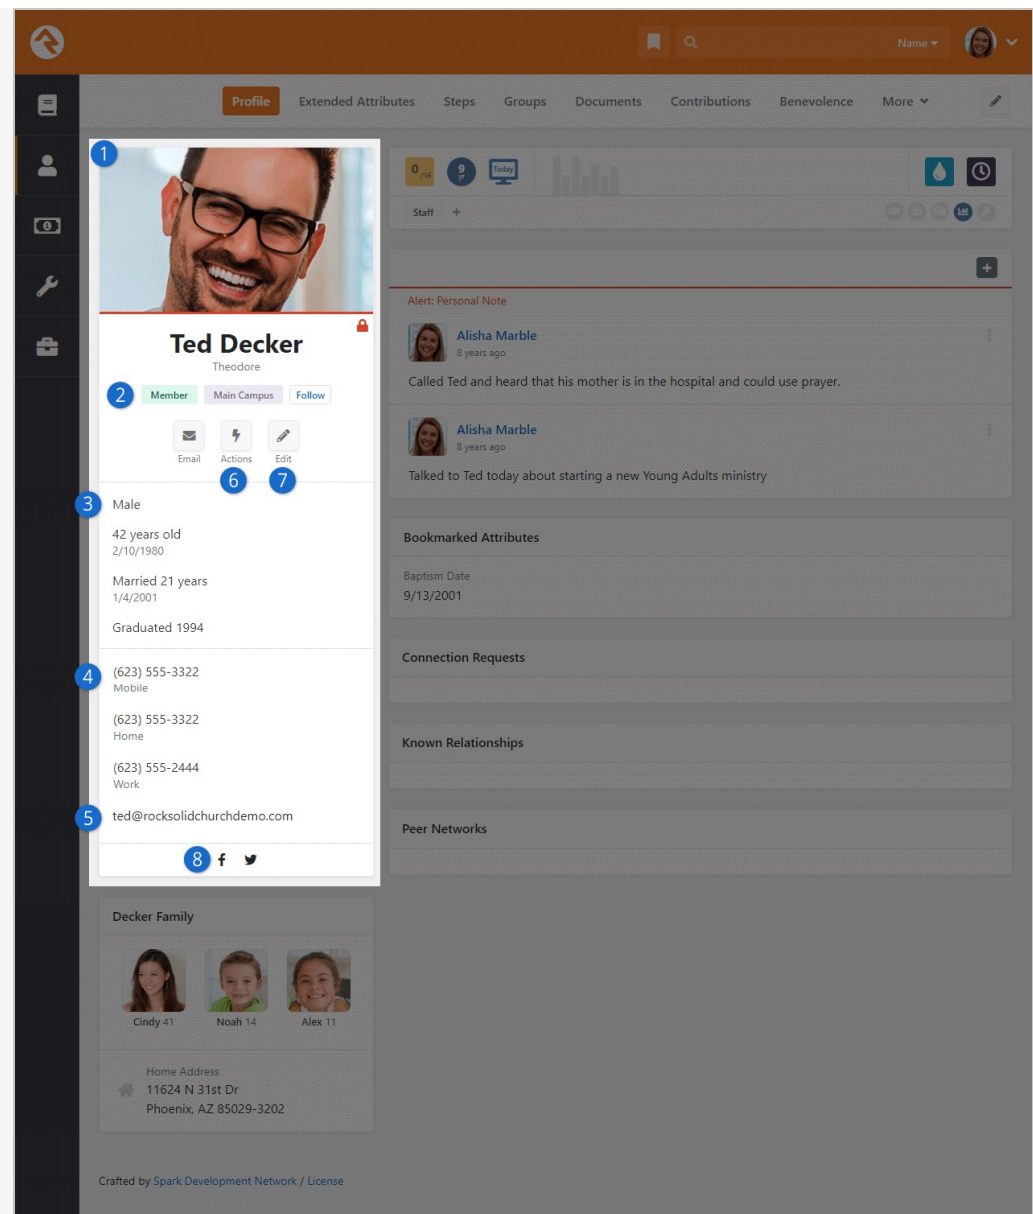 Name
Profile
Extended Attributes
Steps
Groups
Documents
Contributions
Benevolence
More
1
0/16
9 yr
Today
Staff +
Alert: Personal Note
Alisha Marble
8 years ago
Called Ted and heard that his mother is in the hospital and could use prayer.
Alisha Marble
8 years ago
Talked to Ted today about starting a new Young Adults ministry
Ted Decker
Theodore
2
Member
Main Campus
Follow
Email
Actions
Edit
6
7
3
Male
42 years old
2/10/1980
Married 21 years
1/4/2001
Graduated 1994
4
(623) 555-3322
Mobile
(623) 555-3322
Home
(623) 555-2444
Work
5
ted@rocksolidchurchdemo.com
8
Bookmarked Attributes
Baptism Date
9/13/2001
Connection Requests
Known Relationships
Peer Networks
Decker Family
Cindy 41
Noah 14
Alex 11
Home Address
11624 N 31st Dr
Phoenix, AZ 85029-3202
Crafted by Spark Development Network / License